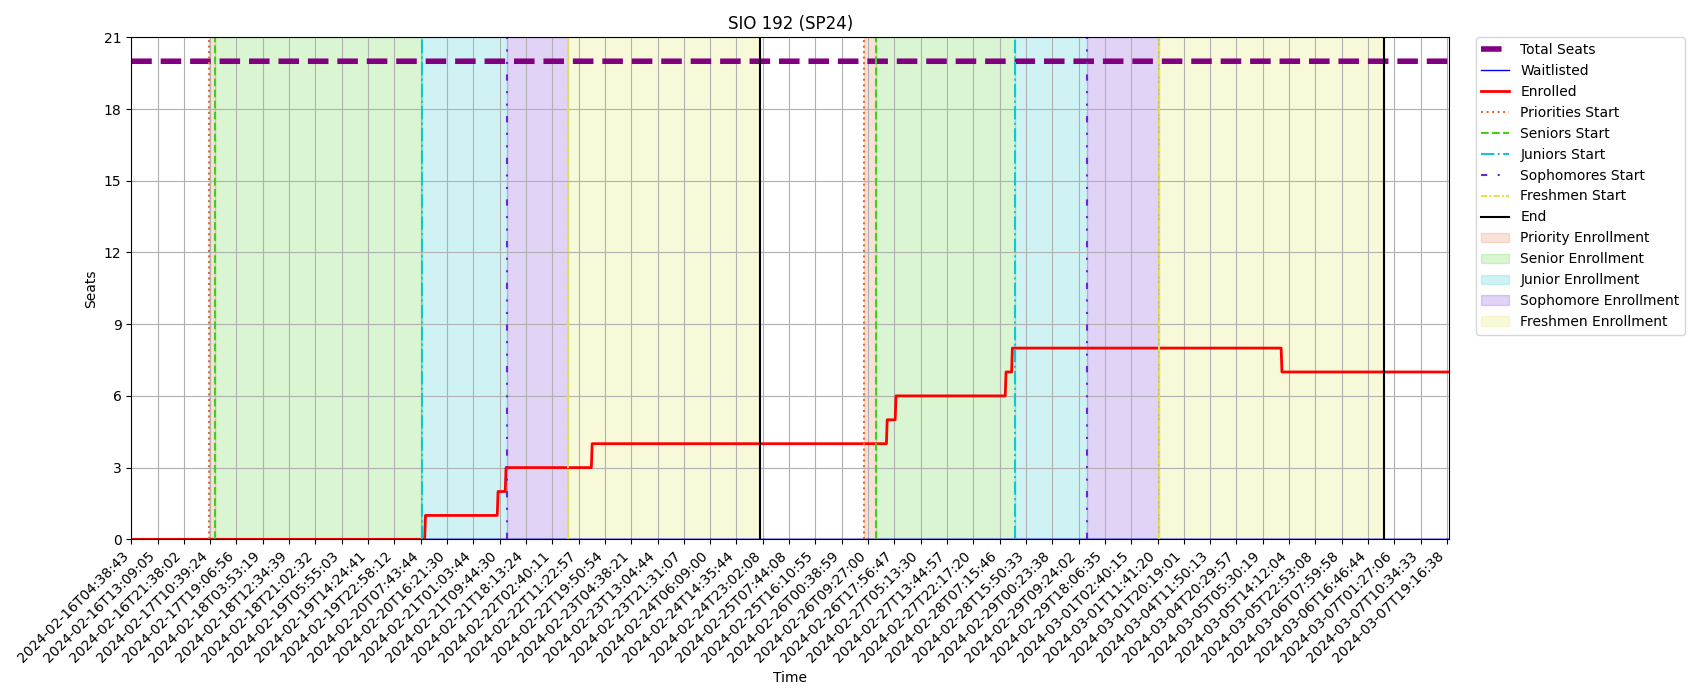 SIO 192 (SP24)
21
18
15
12
9
6
3
0
Seats
2024-02-16T04:38:43
2024-02-16T13:09:05
2024-02-16T21:38:02
2024-02-17T10:39:24
2024-02-17T19:06:56
2024-02-18T03:53:19
2024-02-18T12:34:39
2024-02-18T21:02:32
2024-02-19T05:55:03
2024-02-19T14:24:41
2024-02-19T22:58:12
2024-02-20T07:43:44
2024-02-20T16:21:30
2024-02-21T01:03:44
2024-02-21T09:44:30
2024-02-21T18:13:24
2024-02-22T02:40:11
2024-02-22T11:22:57
2024-02-22T19:50:54
2024-02-23T04:38:21
2024-02-23T13:04:44
2024-02-23T21:31:07
2024-02-24T06:09:00
2024-02-24T14:35:44
2024-02-24T23:02:08
2024-02-25T07:44:08
2024-02-25T16:10:55
2024-02-26T00:38:59
2024-02-26T09:27:00
2024-02-26T17:56:47
2024-02-27T05:13:30
2024-02-27T13:44:57
2024-02-27T22:17:20
2024-02-28T07:15:46
2024-02-28T15:50:33
2024-02-29T00:23:38
2024-02-29T09:24:02
2024-02-29T18:06:35
2024-03-01T02:40:15
2024-03-01T11:41:20
2024-03-01T20:19:01
2024-03-04T11:50:13
2024-03-04T20:29:57
2024-03-05T05:30:19
2024-03-05T14:12:04
2024-03-05T22:53:08
2024-03-06T07:59:58
2024-03-06T16:46:44
2024-03-07T01:27:06
2024-03-07T10:34:33
2024-03-07T19:16:38
Time
Total Seats
Waitlisted
Enrolled
Priorities Start
Seniors Start
Juniors Start
Sophomores Start
Freshmen Start
End
Priority Enrollment
Senior Enrollment
Junior Enrollment
Sophomore Enrollment
Freshmen Enrollment